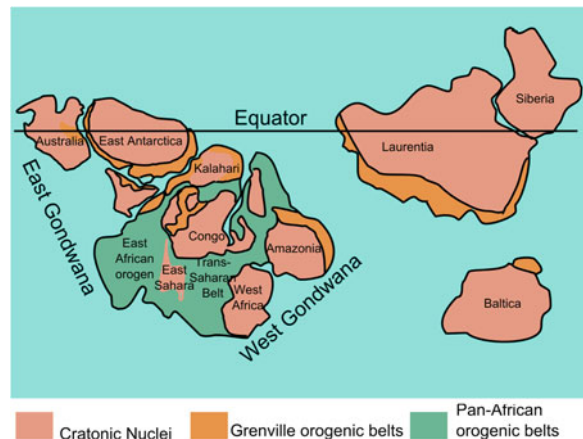 Siberia
Equator
Australia
East Antarctica
Laurentia
Kalahari
East Gondwana
Congo
Amazonia
East
African
orogen
East
Sahara
Trans-
Saharan
Belt
West
Africa
West Gondwana
Baltica
Cratonic Nuclei
Grenville orogenic belts
Pan-African
orogenic belts